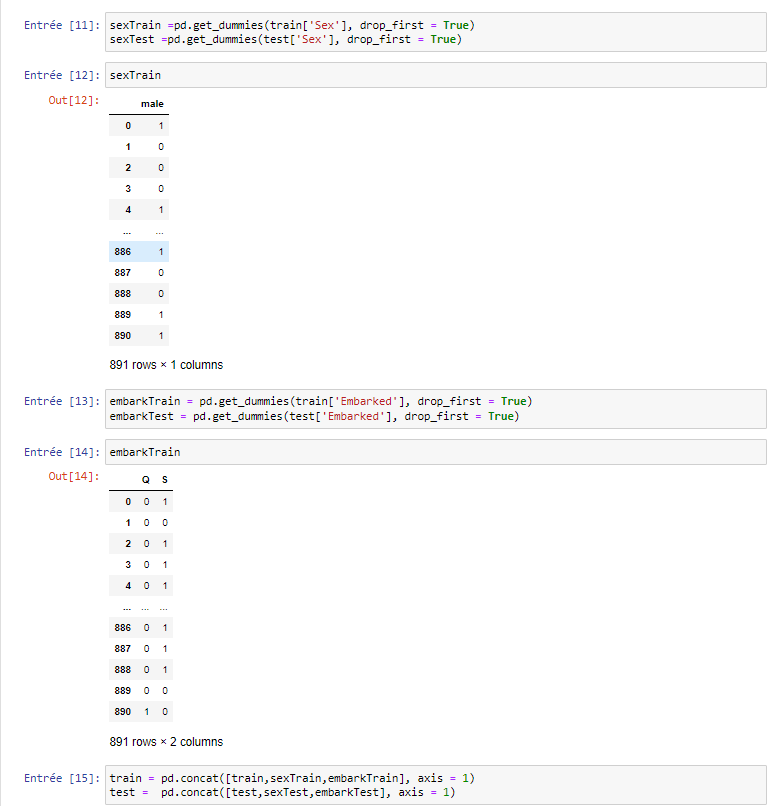 Entrée [11]: sexTrain =pd.get_dummies(train['Sex'], drop_first = True)
sexTest =pd.get_dummies(test['Sex'], drop_first = True)
Entrée [12]: sexTrain
Out[12]:
male
0 1
1 0
2 0
3 0
4 1
... ...
886 1
887 0
888 0
889 1
890 1
891 rows × 1 columns
Entrée [13]: embarkTrain = pd.get_dummies(train['Embarked'], drop_first = True)
embarkTest = pd.get_dummies(test['Embarked'], drop_first = True)
Entrée [14]: embarkTrain
Out[14]:
Q S
0 0 1
1 0 0
2 0 1
3 0 1
4 0 1
... ... ...
886 0 1
887 0 1
888 0 1
889 0 0
890 1 0
891 rows × 2 columns
Entrée [15]: train = pd.concat([train,sexTrain,embarkTrain], axis = 1)
test =  pd.concat([test,sexTest,embarkTest], axis = 1)